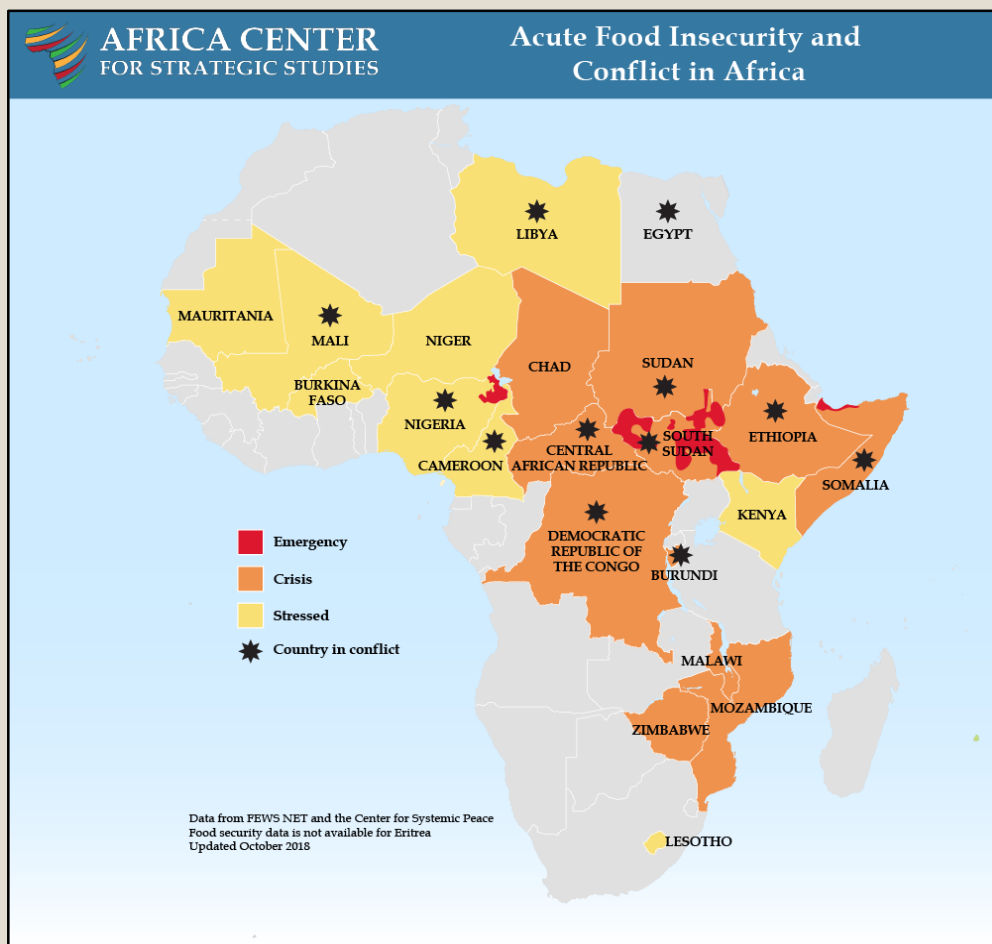 AFRICA CENTER
FOR STRATEGIC STUDIES
Acute Food Insecurity and
Conflict in Africa
LIBYA
EGYPT
MAURITANIA
MALI
NIGER
CHAD
SUDAN
BURKINA
FASO
NIGERIA
CAMEROON
CENTRAL
AFRICAN REPUBLIC
SOUTH
SUDAN
ETHIOPIA
SOMALIA
KENYA
DEMOCRATIC
REPUBLIC OF
THE CONGO
BURUNDI
MALAWI
MOZAMBIQUE
ZIMBABWE
LESOTHO
Emergency
Crisis
Stressed
Country in conflict
Data from FEWS NET and the Center for Systemic Peace
Food security data is not available for Eritrea
Updated October 2018